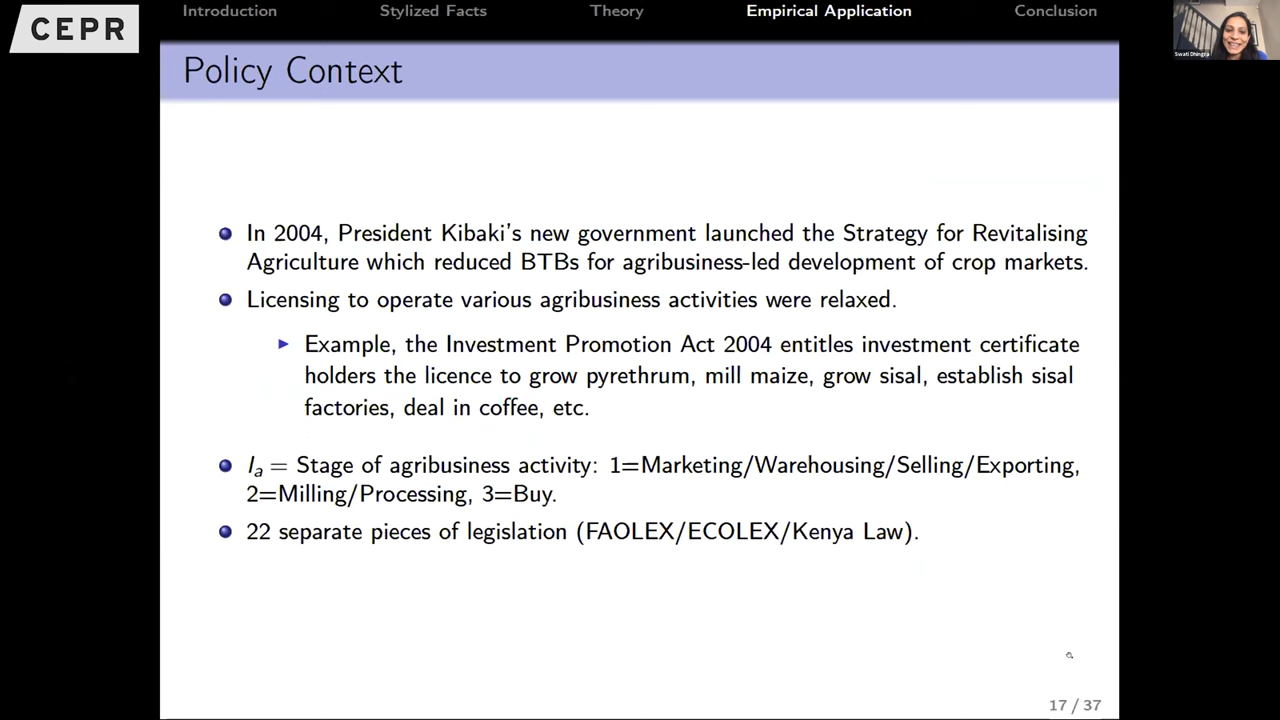 CEPR
Introduction
Stylized Facts
Theory
Empirical Application
Conclusion
Swati Dhingra
Policy Context
In 2004, President Kibaki's new government launched the Strategy for Revitalising
Agriculture which reduced BTBs for agribusiness-led development of crop markets.
Licensing to operate various agribusiness activities were relaxed.
Example, the Investment Promotion Act 2004 entitles investment certificate
holders the licence to grow pyrethrum, mill maize, grow sisal, establish sisal
factories, deal in coffee, etc.
Iₐ = Stage of agribusiness activity: 1=Marketing/Warehousing/Selling/Exporting,
2=Milling/Processing, 3=Buy.
22 separate pieces of legislation (FAOLEX/ECOLEX/Kenya Law).
17 / 37